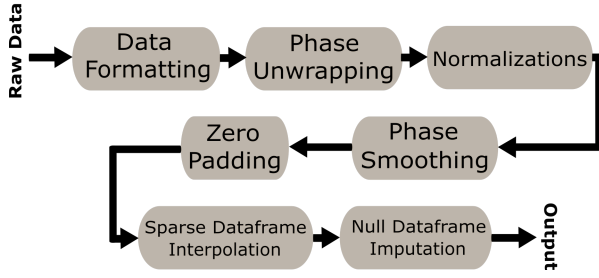 Raw Data
Data
Formatting
Phase
Unwrapping
Normalizations
Phase
Smoothing
Zero
Padding
Sparse Dataframe
Interpolation
Null Dataframe
Imputation
Output